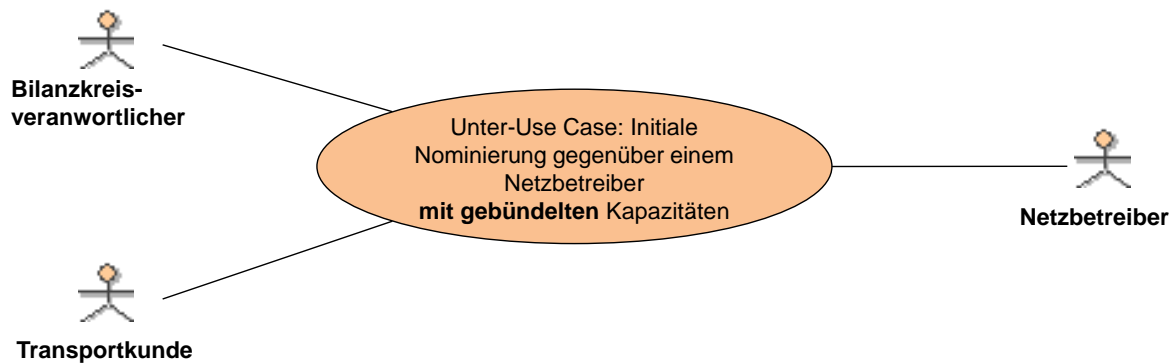 Bilanzkreis-
veranwortlicher
Unter-Use Case: Initiale
Nominierung gegenüber einem
Netzbetreiber
mit gebündelten Kapazitäten
Netzbetreiber
Transportkunde